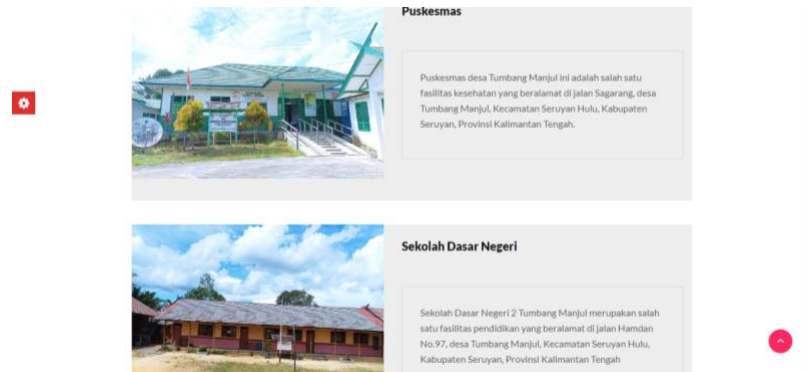 Puskesmas
Puskesmas desa Tumbang Manjul ini adalah salah satu
fasilitas kesehatan yang beralamat di jalan Sagarang, desa
Tumbang Manjul, Kecamatan Seruyan Hulu, Kabupaten
Seruyan, Provinsi Kalimantan Tengah.
Sekolah Dasar Negeri
Sekolah Dasar Negeri 2 Tumbang Manjul merupakan salah
satu fasilitas pendidikan yang beralamat di jalan Hamdan
No.97, desa Tumbang Manjul, Kecamatan Seruyan Hulu,
Kabupaten Seruyan, Provinsi Kalimantan Tengah